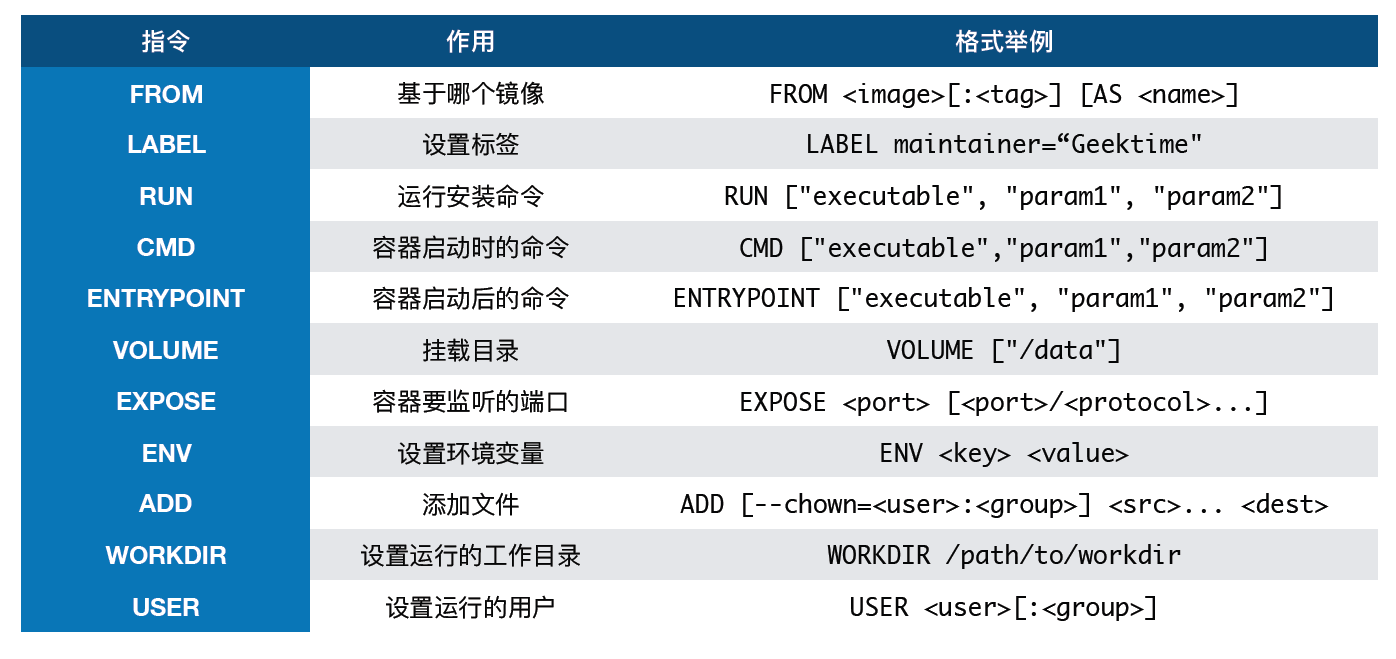 指令 作用 格式举例
FROM 基于哪个镜像 FROM <image>[:<tag>] [AS <name>]
LABEL 设置标签 LABEL maintainer=“Geektime"
RUN 运行安装命令 RUN ["executable", "param1", "param2"]
CMD 容器启动时的命令 CMD ["executable","param1","param2"]
ENTRYPOINT 容器启动后的命令 ENTRYPOINT ["executable", "param1", "param2"]
VOLUME 挂载目录 VOLUME ["/data"]
EXPOSE 容器要监听的端口 EXPOSE <port> [<port>/<protocol>...]
ENV 设置环境变量 ENV <key> <value>
ADD 添加文件 ADD [--chown=<user>:<group>] <src>... <dest>
WORKDIR 设置运行的工作目录 WORKDIR /path/to/workdir
USER 设置运行的用户 USER <user>[:<group>]